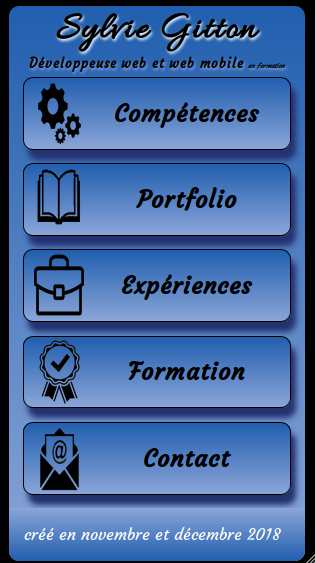 Sylvie Gitton
Développeuse web et web mobile en formation
Compétences
Portfolio
Expériences
Formation
@
Contact
créé en novembre et décembre 2018